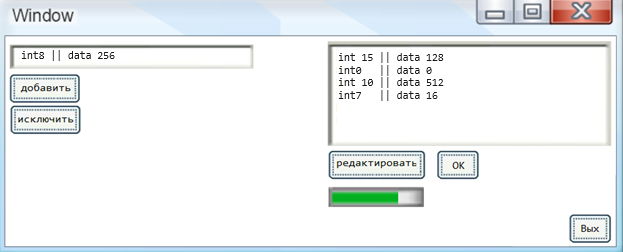 Window
int8 || data 256
добавить
исключить
int 15 || data 128
int0 || data 0
int 10 || data 512
int7 || data 16
редактировать
OK
Вых